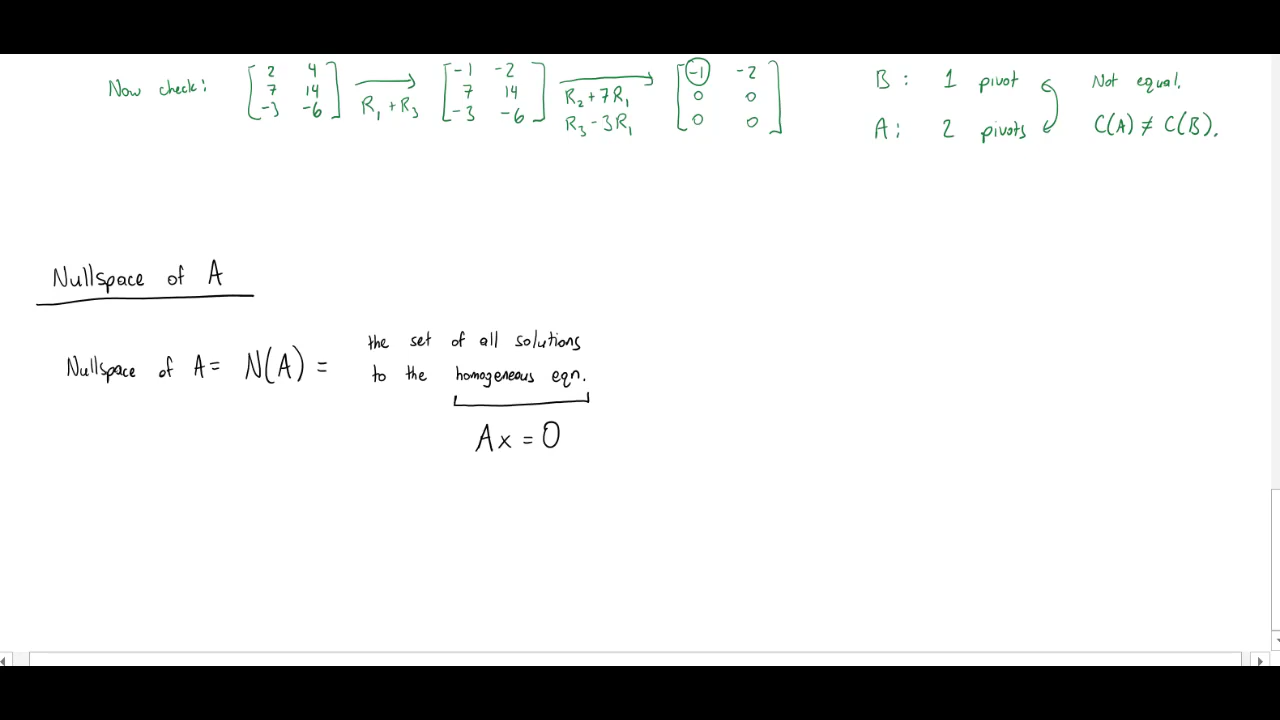 Now check: [2 4; 7 14; -3 -6] → R₁ + R₃ [-1 -2; 7 14; -3 -6] → R₂ + 7R₁, R₃ - 3R₁ [-1 -2; 0 0; 0 0]
B: 1 pivot
A: 2 pivots
Not equal.
C(A) ≠ C(B).
Nullspace of A
Nullspace of A = N(A) = the set of all solutions
to the homogeneous eqn.
Ax = 0